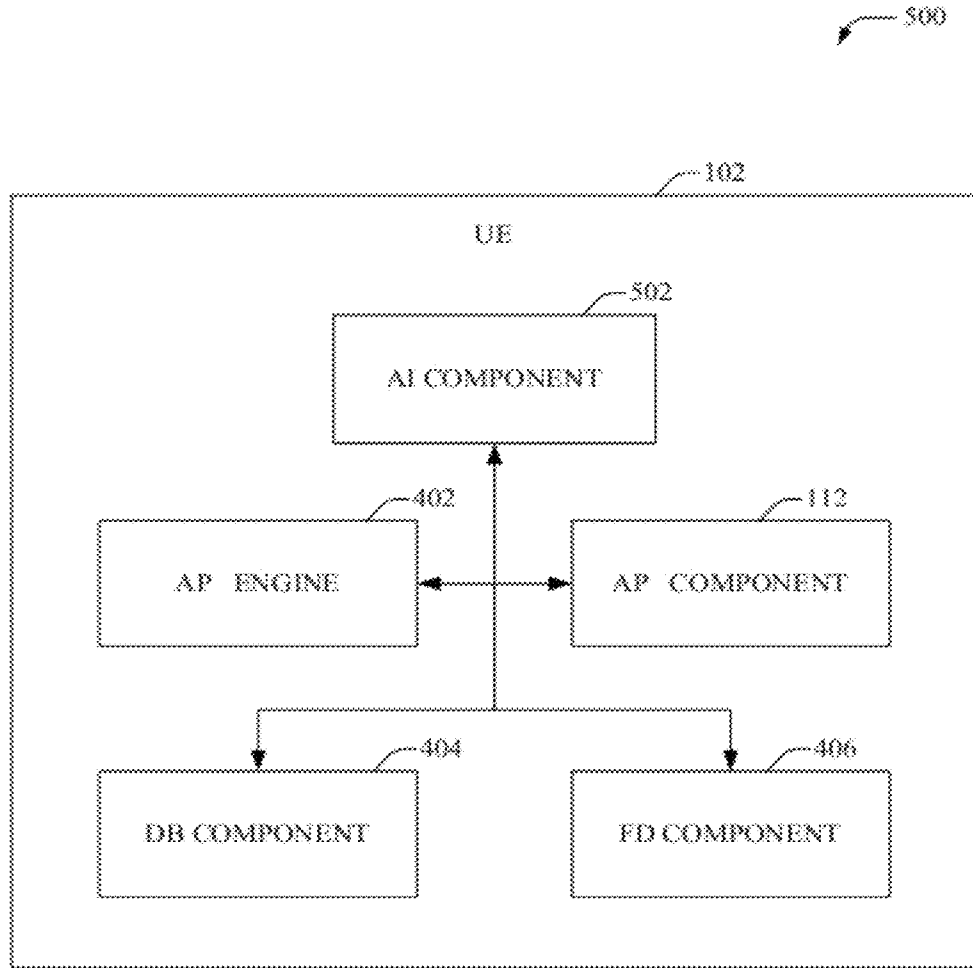 500
102
UE
502
AI COMPONENT
402
AP ENGINE
112
AP COMPONENT
404
DB COMPONENT
406
FD COMPONENT